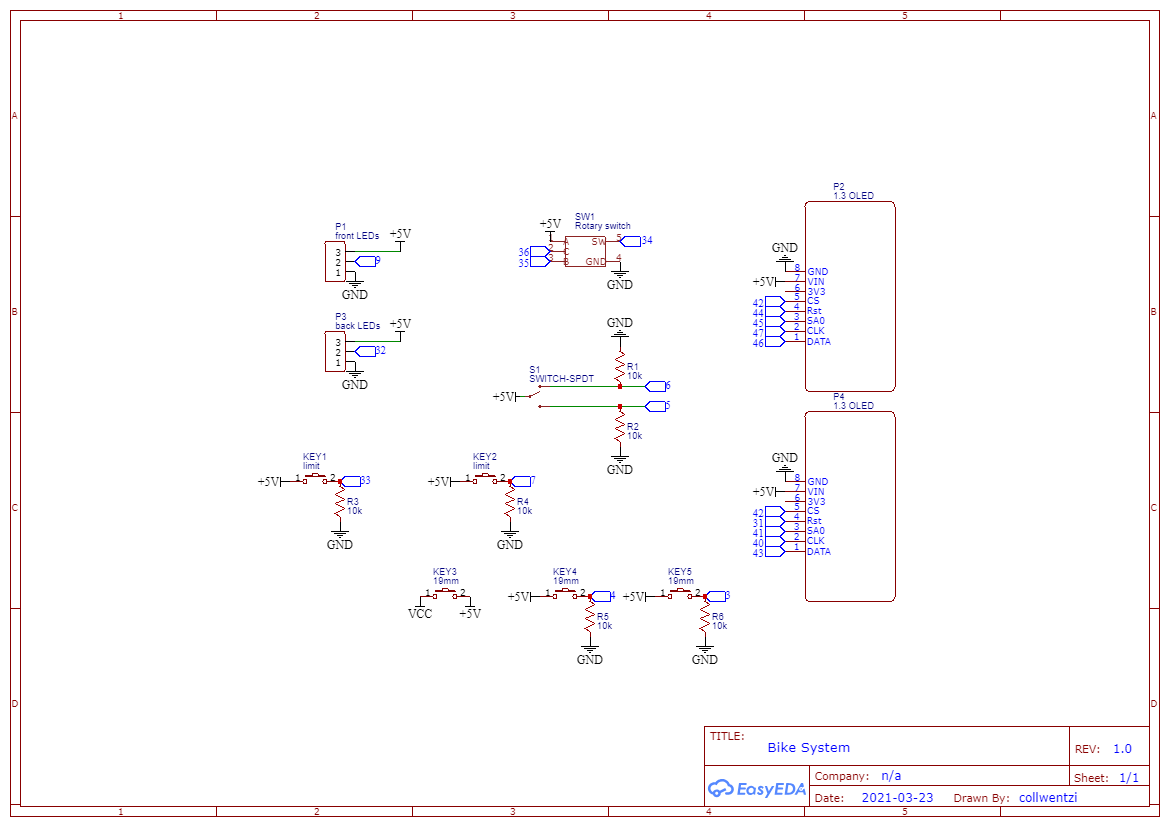 1 2 3 4 5
A A
B B
C C
D D
P1
front LEDs
+5V
3
2
1
9
GND
P3
back LEDs
+5V
3
2
1
32
GND
SW1
Rotary switch
+5V
A
C
B
SW
GND
2
3
5
4
36
35
34
GND
GND
R1
10k
S1
SWITCH-SPDT
+5V
6
5
R2
10k
GND
KEY1
limit
+5V
1 2
33
R3
10k
GND
KEY2
limit
+5V
1 2
7
R4
10k
GND
KEY3
19mm
1 2
VCC
+5V
KEY4
19mm
+5V
1 2
4
R5
10k
GND
KEY5
19mm
+5V
1 2
3
R6
10k
GND
P2
1.3 OLED
GND
+5V
8 GND
7 VIN
6 3V3
42 5 CS
44 4 Rst
45 3 SA0
47 2 CLK
46 1 DATA
P4
1.3 OLED
GND
+5V
8 GND
7 VIN
6 3V3
42 5 CS
31 4 Rst
41 3 SA0
40 2 CLK
43 1 DATA
TITLE:
Bike System
REV: 1.0
EasyEDA
Company: n/a
Sheet: 1/1
Date: 2021-03-23
Drawn By: collwentzi
1 2 3 4 5